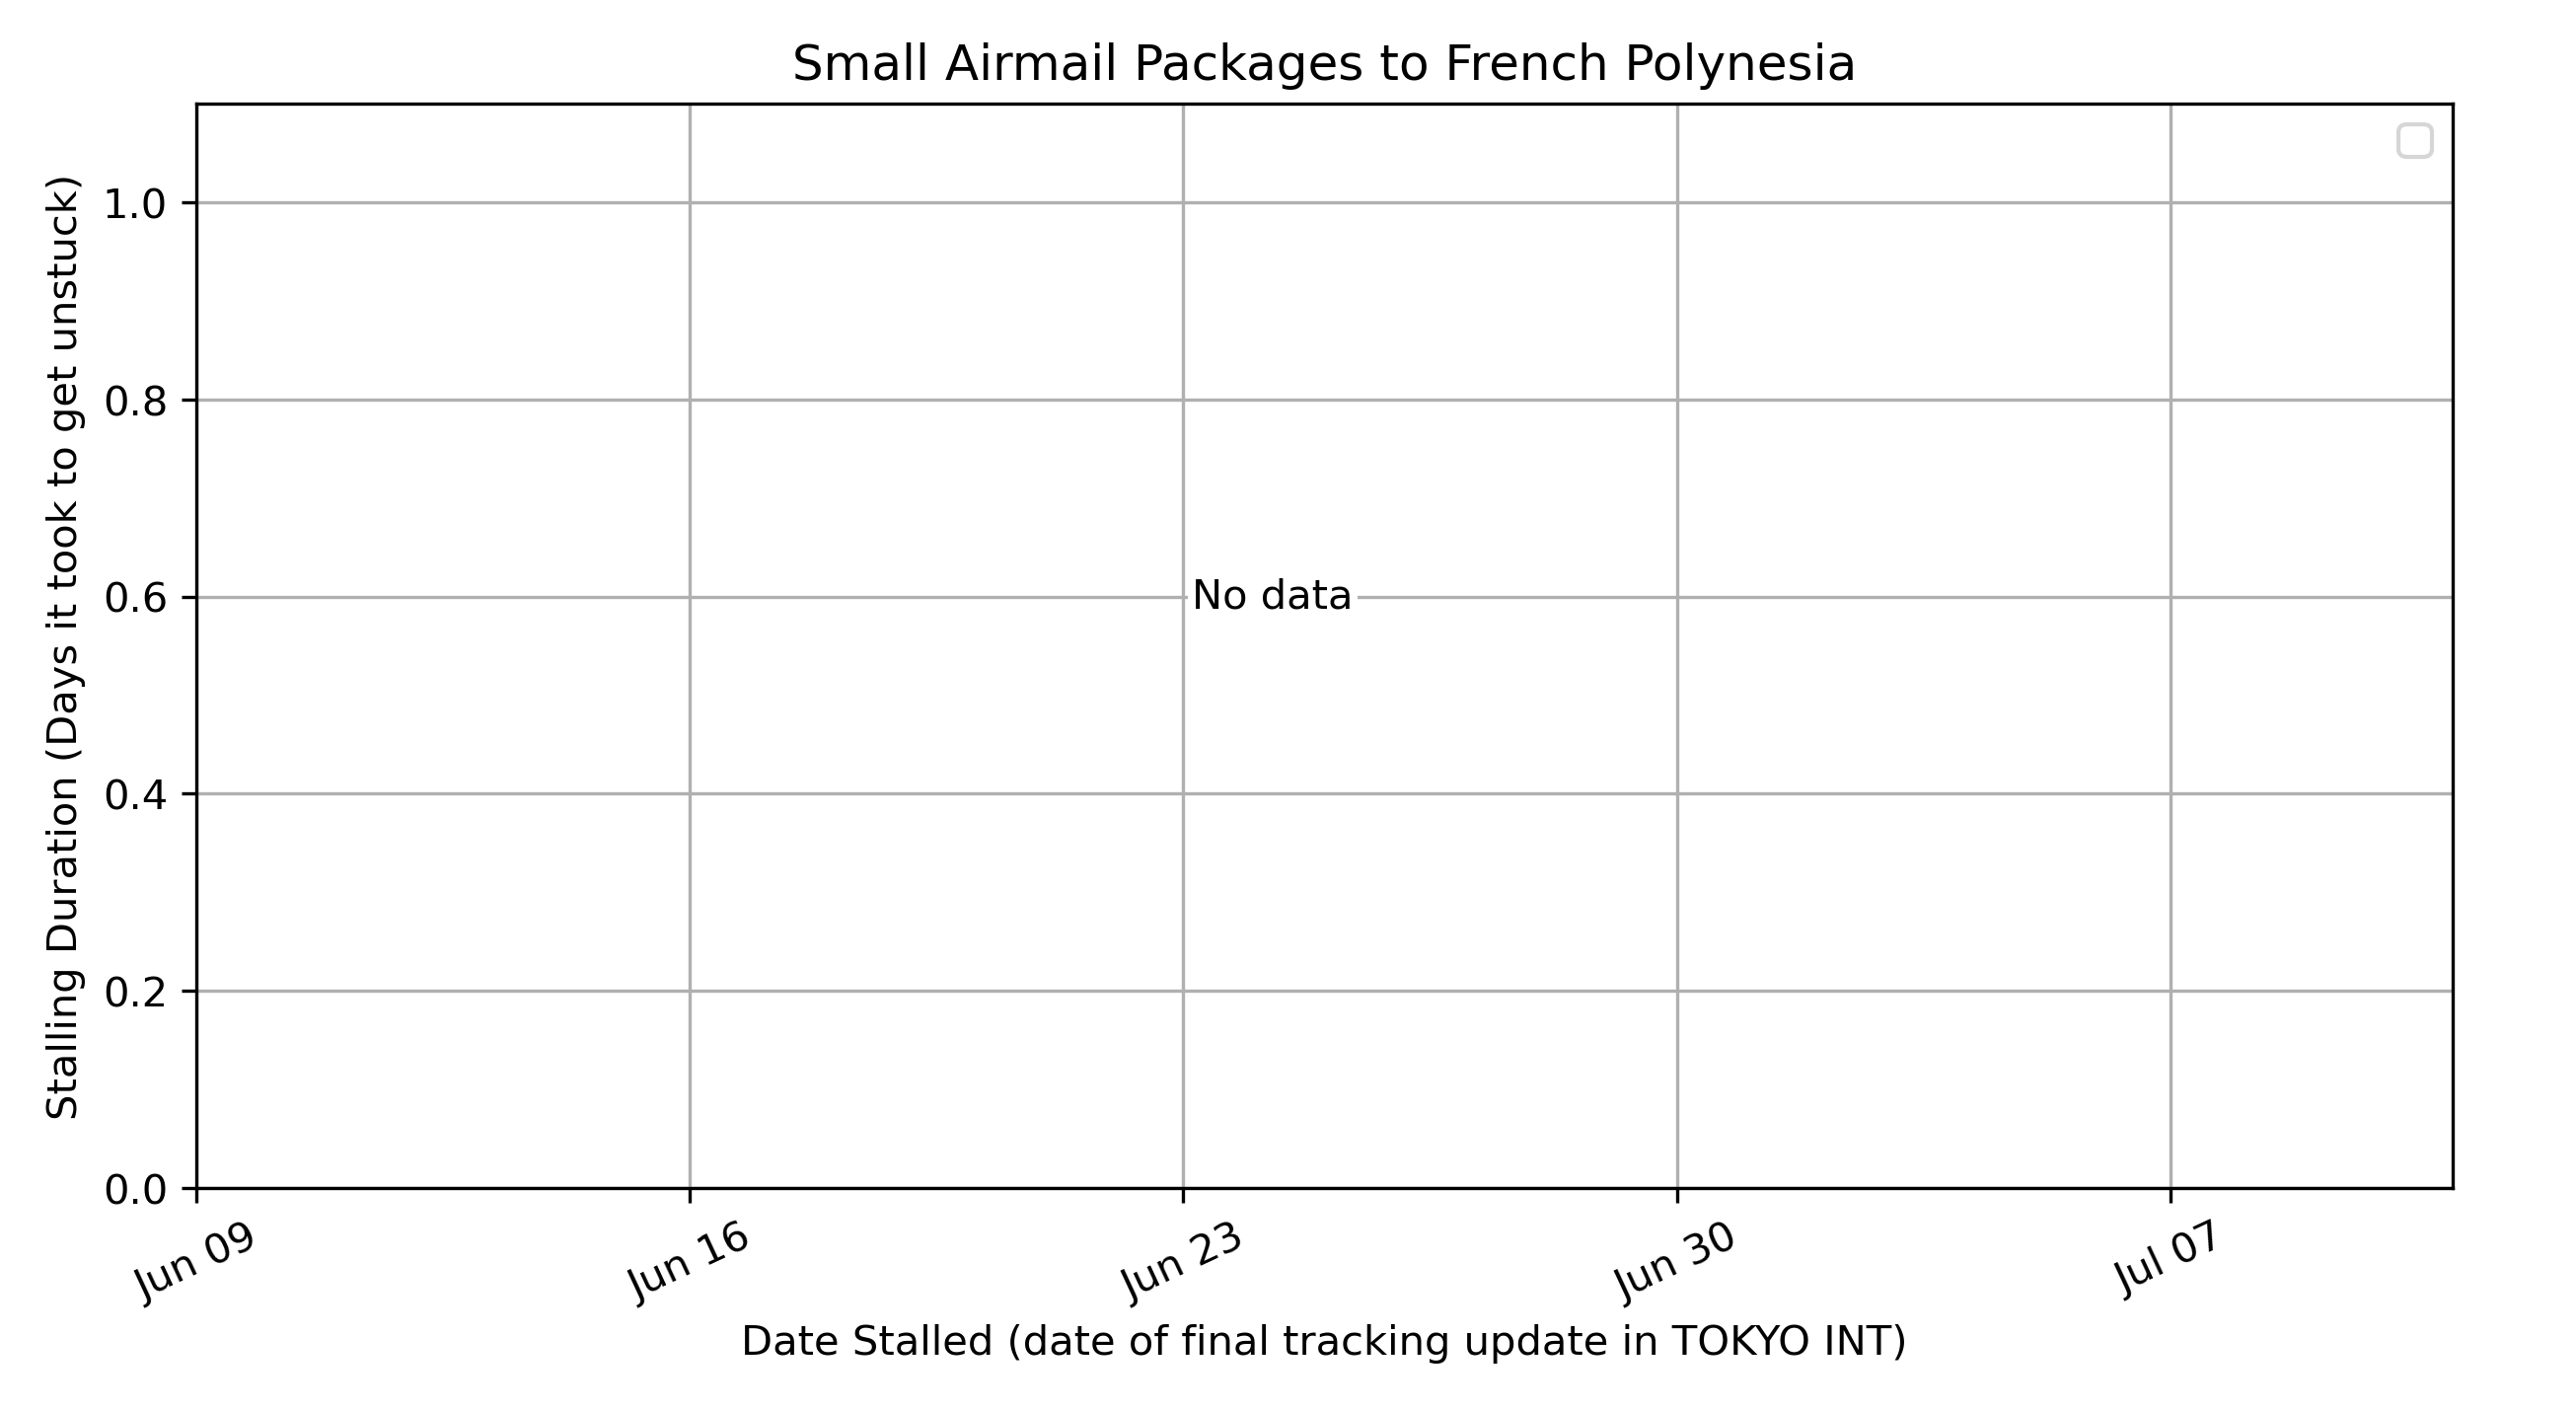 Small Airmail Packages to French Polynesia
Stalling Duration (Days it took to get unstuck)
1.0
0.8
0.6
0.4
0.2
0.0
No data
Jun 09
Jun 16
Jun 23
Jun 30
Jul 07
Date Stalled (date of final tracking update in TOKYO INT)